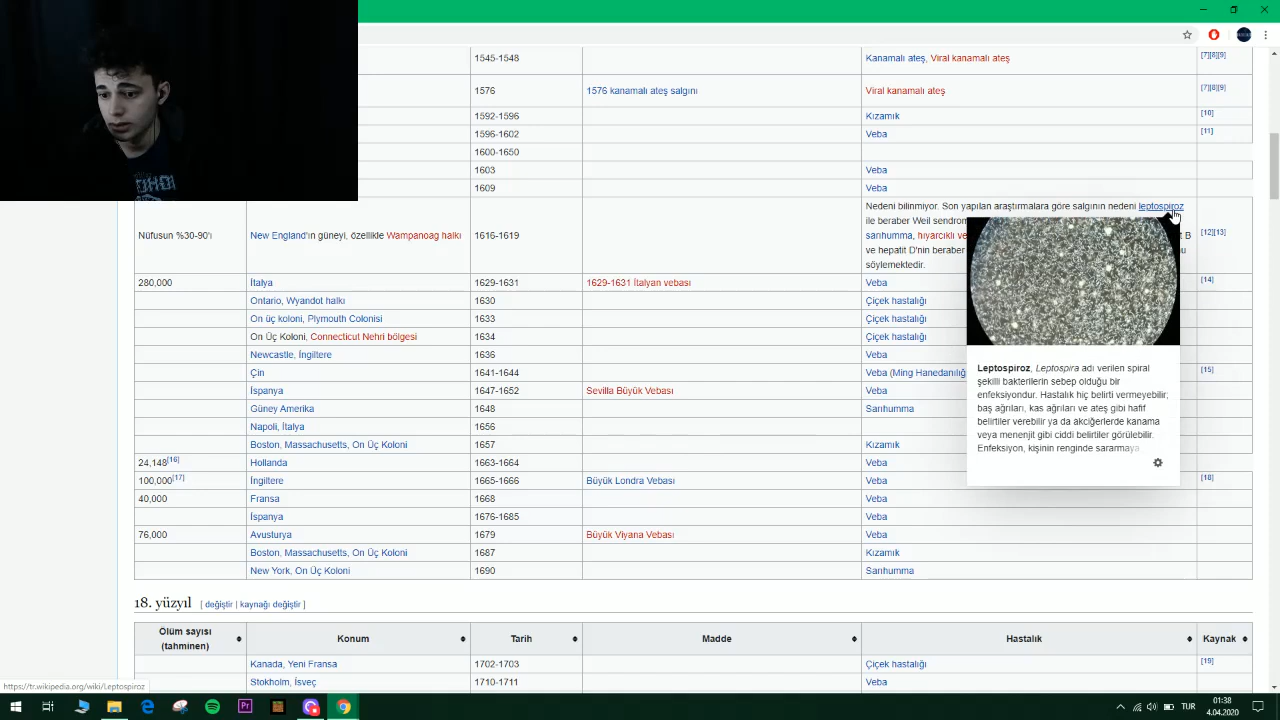 1545-1548 Kanamalı ateş, Viral kanamalı ateş [7][8][9]
1576 1576 kanamalı ateş salgını Viral kanamalı ateş [7][8][9]
1592-1596 Kızamık [10]
1596-1602 Veba [11]
1600-1650
1603 Veba
1609 Veba
Nedeni bilinmiyor. Son yapılan araştırmalara göre salgının nedeni leptospiroz
ile beraber Weil sendrom
Nüfusun %30-90'ı New England'ın güneyi, özellikle Wampanoag halkı 1616-1619 sarıhumma, hıyarcıklı ve B [12][13]
ve hepatit D'nin beraber
söylemektedir.
280,000 İtalya 1629-1631 1629-1631 İtalyan vebası Veba [14]
Ontario, Wyandot halkı 1630 Çiçek hastalığı
On üç koloni, Plymouth Colonisi 1633 Çiçek hastalığı
On Üç Koloni, Connecticut Nehri bölgesi 1634 Çiçek hastalığı
Newcastle, İngiltere 1636 Veba
Çin 1641-1644 Veba (Ming Hanedanlığ [15]
İspanya 1647-1652 Sevilla Büyük Vebası Veba
Güney Amerika 1648 Sarıhumma
Napoli, İtalya 1656
Boston, Massachusetts, On Üç Koloni 1657 Kızamık
24,148[16] Hollanda 1663-1664 Veba
100,000[17] İngiltere 1665-1666 Büyük Londra Vebası Veba [18]
40,000 Fransa 1668 Veba
İspanya 1676-1685 Veba
76,000 Avusturya 1679 Büyük Viyana Vebası Veba
Boston, Massachusetts, On Üç Koloni 1687 Kızamık
New York, On Üç Koloni 1690 Sarıhumma
Leptospiroz, Leptospira adı verilen spiral
şekilli bakterilerin sebep olduğu bir
enfeksiyondur. Hastalık hiç belirti vermeyebilir;
baş ağrıları, kas ağrıları ve ateş gibi hafif
belirtiler verebilir ya da akciğerlerde kanama
veya menenjit gibi ciddi belirtiler görülebilir.
Enfeksiyon, kişinin renginde sararmaya
18. yüzyıl [ değiştir | kaynağı değiştir ]
Ölüm sayısı
(tahminen) Konum Tarih Madde Hastalık Kaynak
Kanada, Yeni Fransa 1702-1703 Çiçek hastalığı [19]
Stokholm, İsveç 1710-1711 Veba
https://tr.wikipedia.org/wiki/Leptospiroz
Pr
TUR
01:38
4.04.2020